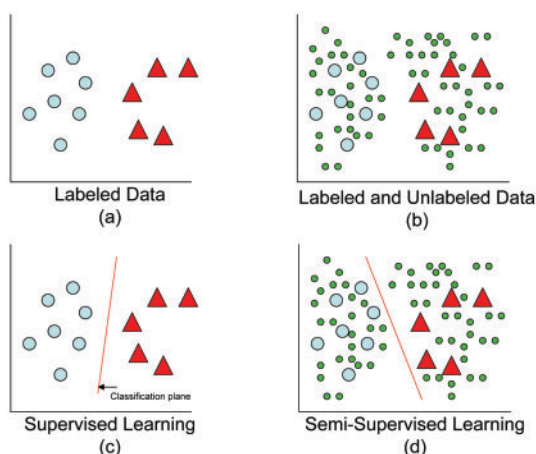 Labeled Data
(a)
Labeled and Unlabeled Data
(b)
Classification plane
Supervised Learning
(c)
Semi-Supervised Learning
(d)